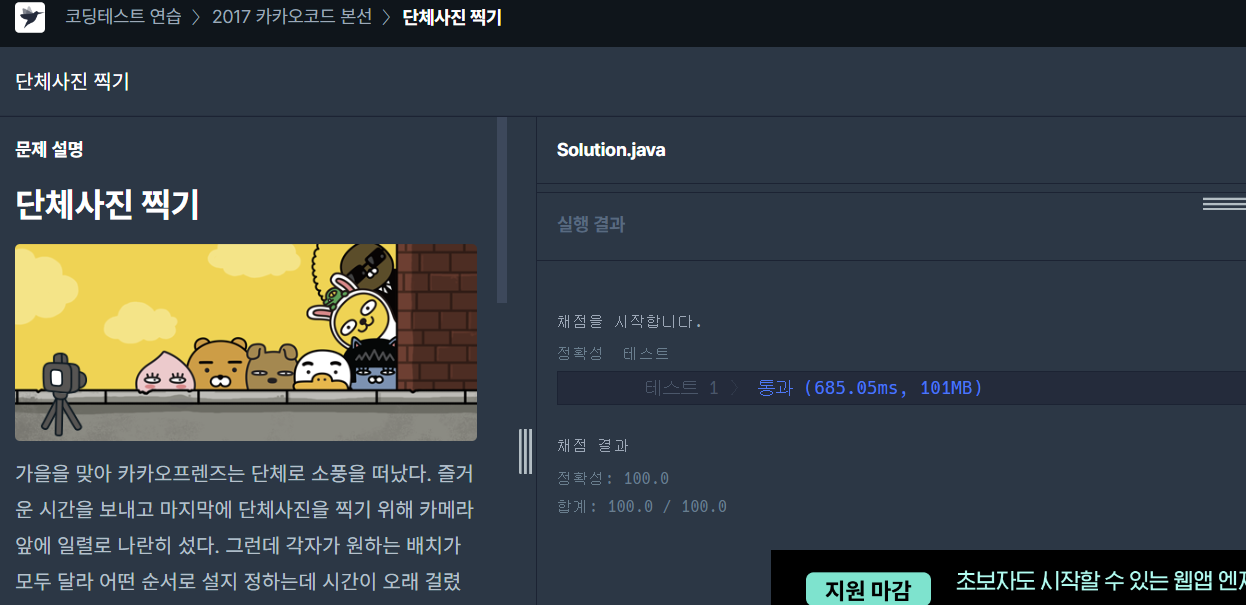 코딩테스트 연습 〉 2017 카카오코드 본선 〉 단체사진 찍기
단체사진 찍기
문제 설명
단체사진 찍기
가을을 맞아 카카오프렌즈는 단체로 소풍을 떠났다. 즐거
운 시간을 보내고 마지막에 단체사진을 찍기 위해 카메라
앞에 일렬로 나란히 섰다. 그런데 각자가 원하는 배치가
모두 달라 어떤 순서로 설지 정하는데 시간이 오래 걸렸
Solution.java
실행 결과
채점을 시작합니다.
정확성 테스트
테스트 1 〉 통과 (685.05ms, 101MB)
채점 결과
정확성: 100.0
합계: 100.0 / 100.0
지원 마감
초보자도 시작할 수 있는 웹앱